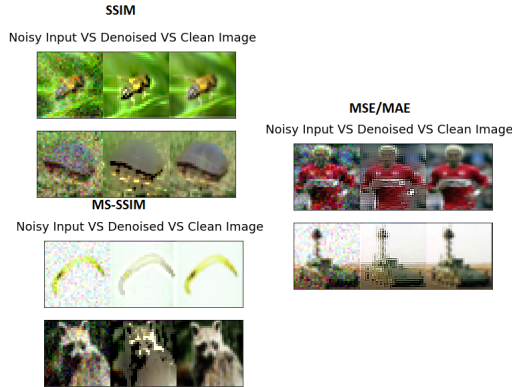 SSIM
Noisy Input VS Denoised VS Clean Image
MS-SSIM
Noisy Input VS Denoised VS Clean Image
MSE/MAE
Noisy Input VS Denoised VS Clean Image